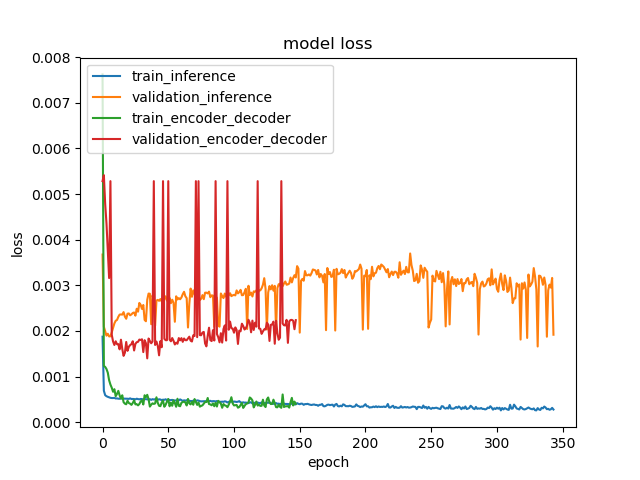 model loss
train_inference
validation_inference
train_encoder_decoder
validation_encoder_decoder
0.008
0.007
0.006
0.005
0.004
0.003
0.002
0.001
0.000
loss
0 50 100 150 200 250 300 350
epoch